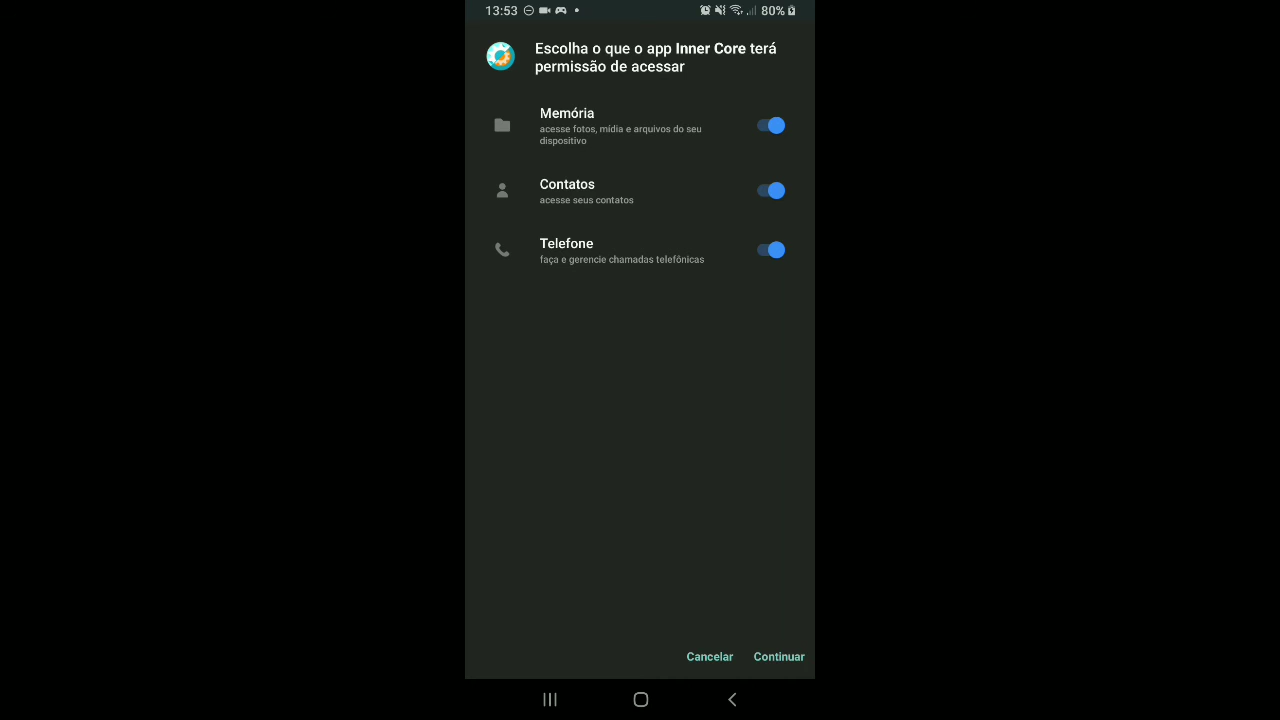 13:53
80%
Escolha o que o app Inner Core terá
permissão de acessar
Memória
acesse fotos, mídia e arquivos do seu
dispositivo
Contatos
acesse seus contatos
Telefone
faça e gerencie chamadas telefônicas
Cancelar
Continuar